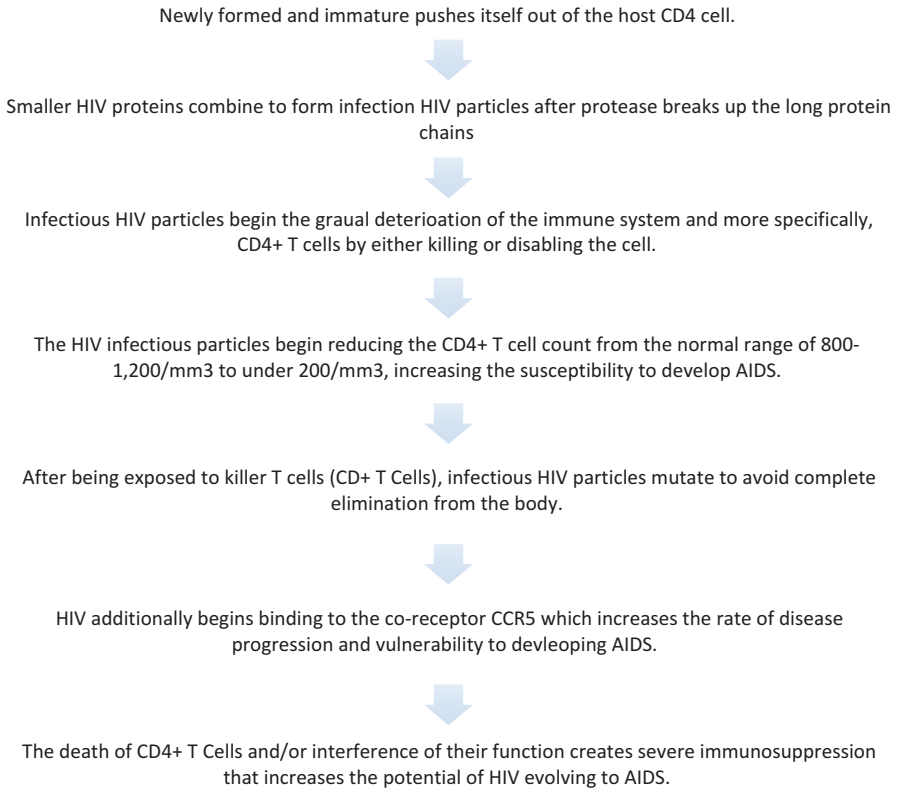 Newly formed and immature pushes itself out of the host CD4 cell.
Smaller HIV proteins combine to form infection HIV particles after protease breaks up the long protein
chains
Infectious HIV particles begin the graual deterioation of the immune system and more specifically,
CD4+ T cells by either killing or disabling the cell.
The HIV infectious particles begin reducing the CD4+ T cell count from the normal range of 800-
1,200/mm3 to under 200/mm3, increasing the susceptibility to develop AIDS.
After being exposed to killer T cells (CD+ T Cells), infectious HIV particles mutate to avoid complete
elimination from the body.
HIV additionally begins binding to the co-receptor CCR5 which increases the rate of disease
progression and vulnerability to devleoping AIDS.
The death of CD4+ T Cells and/or interference of their function creates severe immunosuppression
that increases the potential of HIV evolving to AIDS.